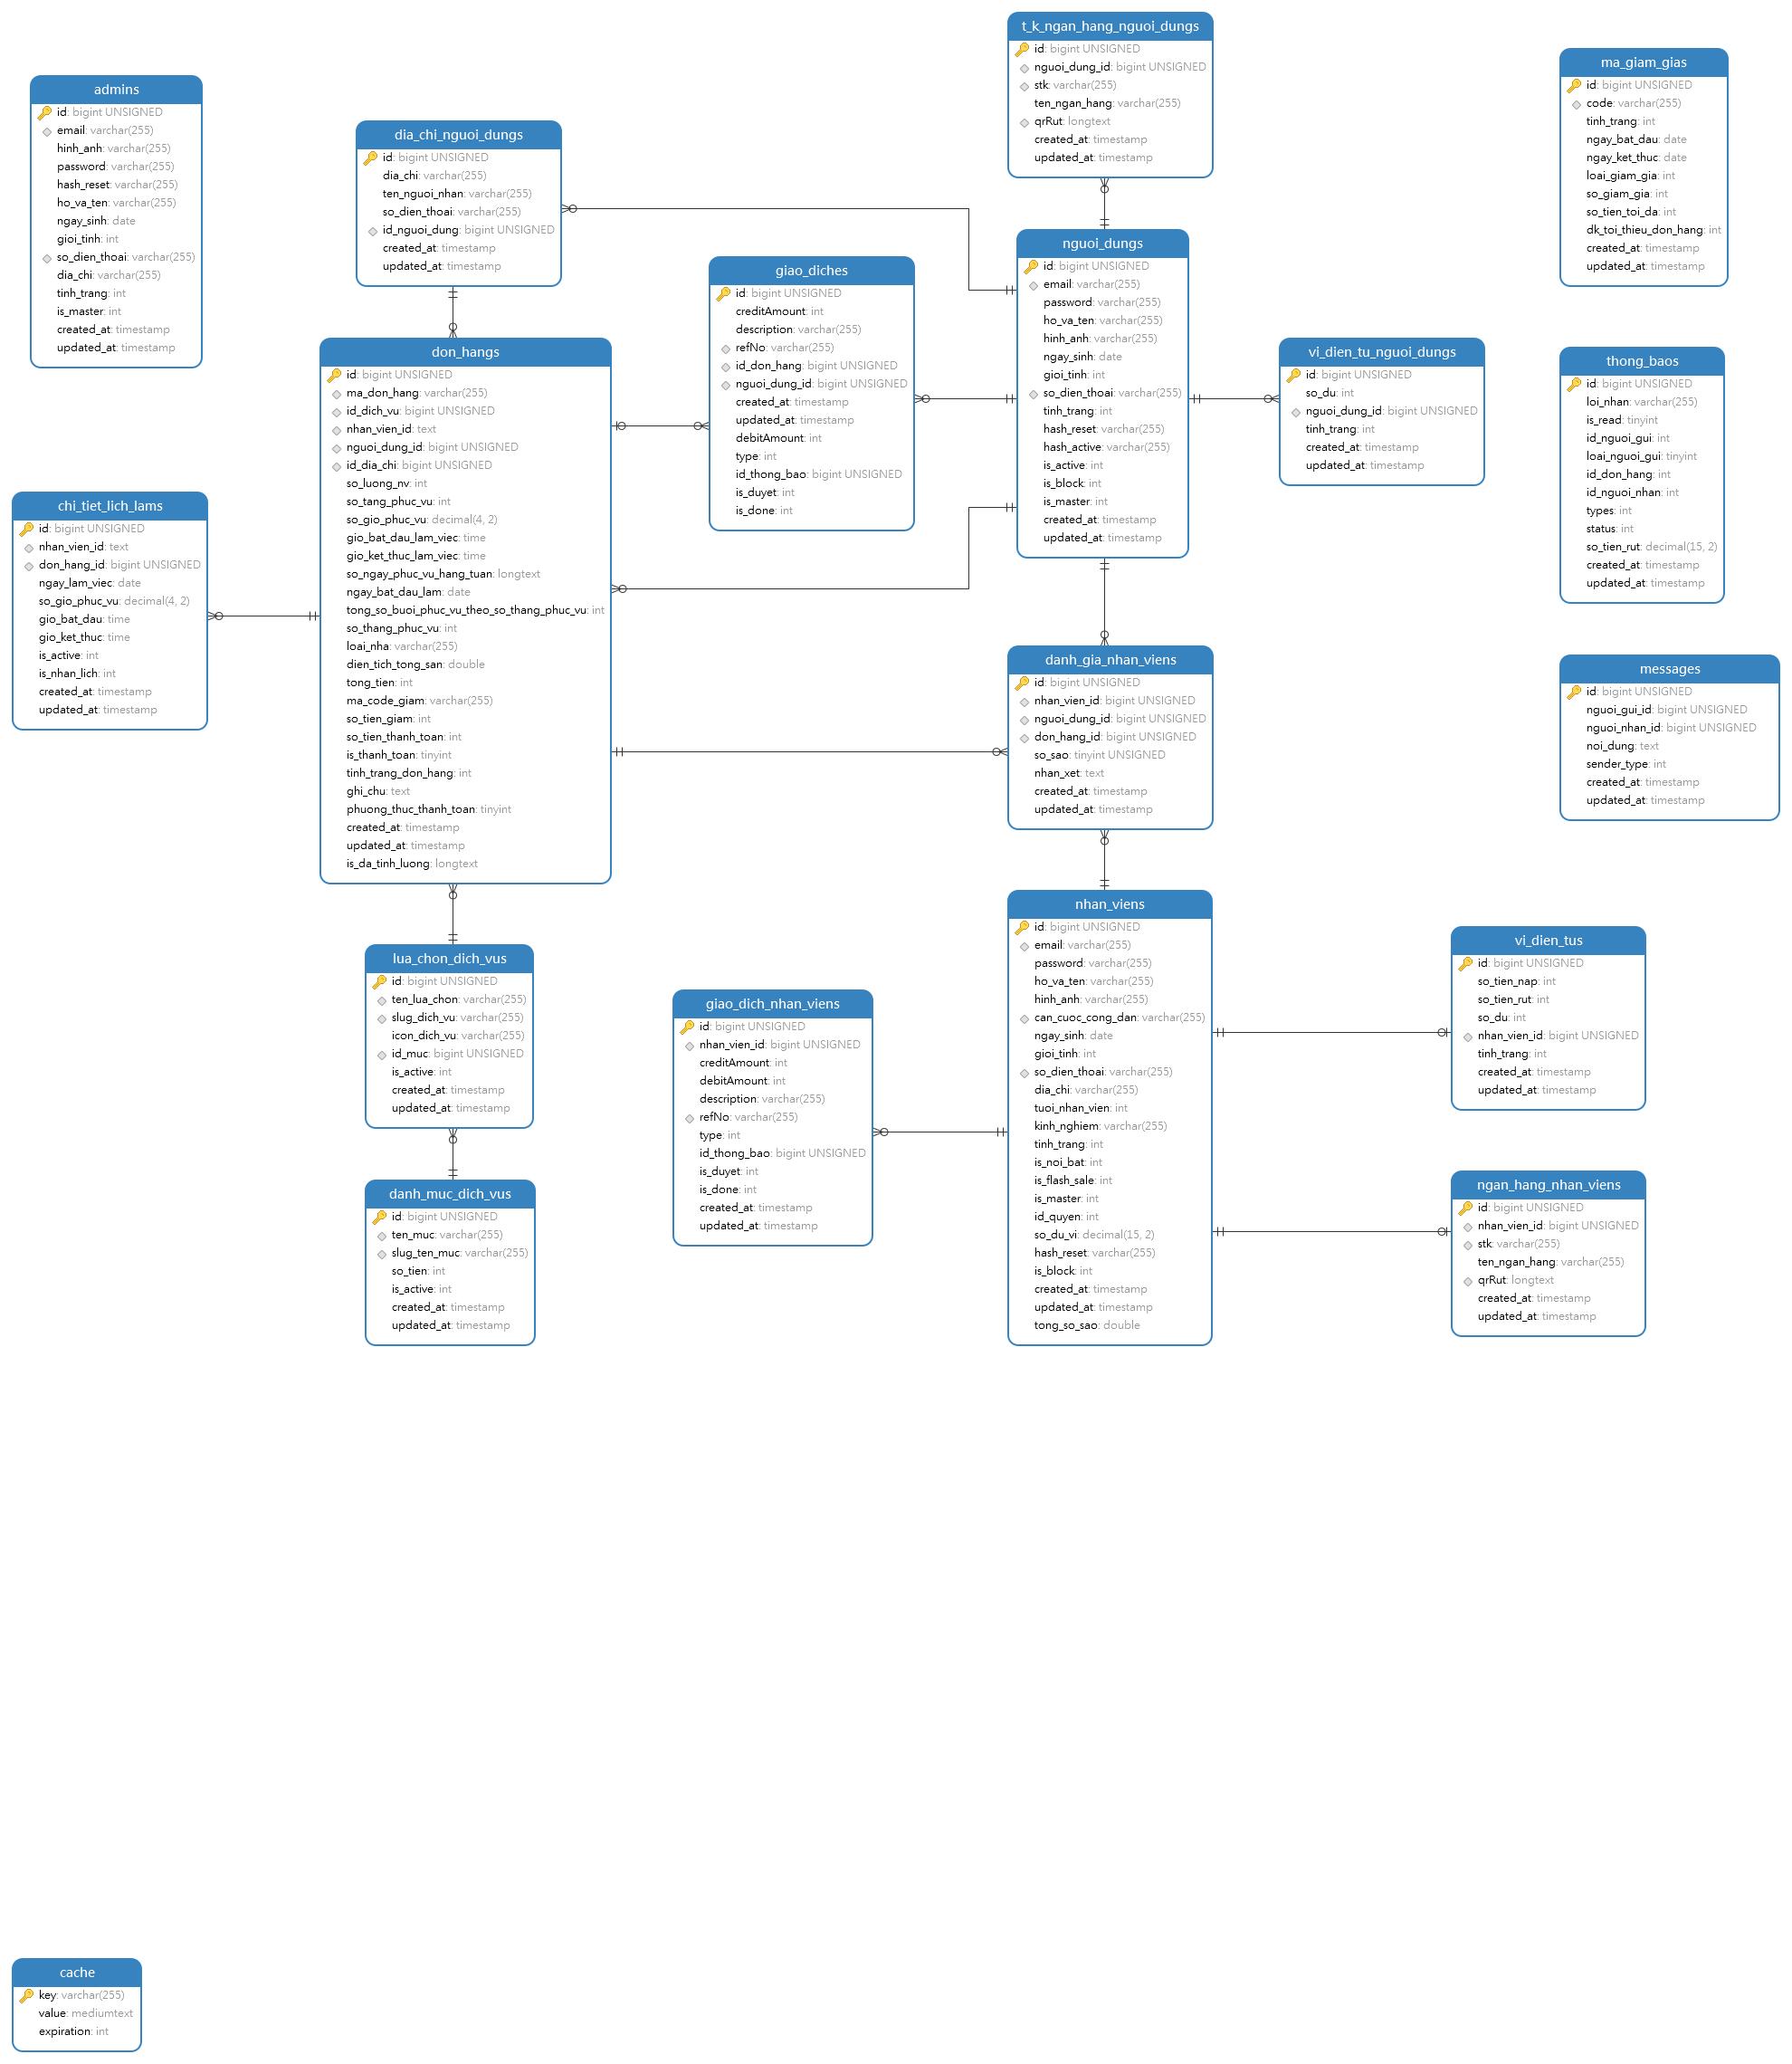 t_k_ngan_hang_nguoi_dungs
id: bigint UNSIGNED
nguoi_dung_id: bigint UNSIGNED
stk: varchar(255)
ten_ngan_hang: varchar(255)
qrRut: longtext
created_at: timestamp
updated_at: timestamp
ma_giam_gias
id: bigint UNSIGNED
code: varchar(255)
tinh_trang: int
ngay_bat_dau: date
ngay_ket_thuc: date
loai_giam_gia: int
so_giam_gia: int
so_tien_toi_da: int
dk_toi_thieu_don_hang: int
created_at: timestamp
updated_at: timestamp
admins
id: bigint UNSIGNED
email: varchar(255)
hinh_anh: varchar(255)
password: varchar(255)
hash_reset: varchar(255)
ho_va_ten: varchar(255)
ngay_sinh: date
gioi_tinh: int
so_dien_thoai: varchar(255)
dia_chi: varchar(255)
tinh_trang: int
is_master: int
created_at: timestamp
updated_at: timestamp
dia_chi_nguoi_dungs
id: bigint UNSIGNED
dia_chi: varchar(255)
ten_nguoi_nhan: varchar(255)
so_dien_thoai: varchar(255)
id_nguoi_dung: bigint UNSIGNED
created_at: timestamp
updated_at: timestamp
nguoi_dungs
id: bigint UNSIGNED
email: varchar(255)
password: varchar(255)
ho_va_ten: varchar(255)
hinh_anh: varchar(255)
ngay_sinh: date
gioi_tinh: int
so_dien_thoai: varchar(255)
tinh_trang: int
hash_reset: varchar(255)
hash_active: varchar(255)
is_active: int
is_block: int
is_master: int
created_at: timestamp
updated_at: timestamp
giao_diches
id: bigint UNSIGNED
creditAmount: int
description: varchar(255)
refNo: varchar(255)
id_don_hang: bigint UNSIGNED
nguoi_dung_id: bigint UNSIGNED
created_at: timestamp
updated_at: timestamp
debitAmount: int
type: int
id_thong_bao: bigint UNSIGNED
is_duyet: int
is_done: int
don_hangs
id: bigint UNSIGNED
ma_don_hang: varchar(255)
id_dich_vu: bigint UNSIGNED
nhan_vien_id: text
nguoi_dung_id: bigint UNSIGNED
id_dia_chi: bigint UNSIGNED
so_luong_nv: int
so_tang_phuc_vu: int
so_gio_phuc_vu: decimal(4, 2)
gio_bat_dau_lam_viec: time
gio_ket_thuc_lam_viec: time
so_ngay_phuc_vu_hang_tuan: longtext
ngay_bat_dau_lam: date
tong_so_buoi_phuc_vu_theo_so_thang_phuc_vu: int
so_thang_phuc_vu: int
loai_nha: varchar(255)
dien_tich_tong_san: double
tong_tien: int
ma_code_giam: varchar(255)
so_tien_giam: int
so_tien_thanh_toan: int
is_thanh_toan: tinyint
tinh_trang_don_hang: int
ghi_chu: text
phuong_thuc_thanh_toan: tinyint
created_at: timestamp
updated_at: timestamp
is_da_tinh_luong: longtext
vi_dien_tu_nguoi_dungs
id: bigint UNSIGNED
so_du: int
nguoi_dung_id: bigint UNSIGNED
tinh_trang: int
created_at: timestamp
updated_at: timestamp
thong_baos
id: bigint UNSIGNED
loi_nhan: varchar(255)
is_read: tinyint
id_nguoi_gui: int
loai_nguoi_gui: tinyint
id_don_hang: int
id_nguoi_nhan: int
types: int
status: int
so_tien_rut: decimal(15, 2)
created_at: timestamp
updated_at: timestamp
chi_tiet_lich_lams
id: bigint UNSIGNED
nhan_vien_id: text
don_hang_id: bigint UNSIGNED
ngay_lam_viec: date
so_gio_phuc_vu: decimal(4, 2)
gio_bat_dau: time
gio_ket_thuc: time
is_active: int
is_nhan_lich: int
created_at: timestamp
updated_at: timestamp
danh_gia_nhan_viens
id: bigint UNSIGNED
nhan_vien_id: bigint UNSIGNED
nguoi_dung_id: bigint UNSIGNED
don_hang_id: bigint UNSIGNED
so_sao: tinyint UNSIGNED
nhan_xet: text
created_at: timestamp
updated_at: timestamp
messages
id: bigint UNSIGNED
nguoi_gui_id: bigint UNSIGNED
nguoi_nhan_id: bigint UNSIGNED
noi_dung: text
sender_type: int
created_at: timestamp
updated_at: timestamp
nhan_viens
id: bigint UNSIGNED
email: varchar(255)
password: varchar(255)
ho_va_ten: varchar(255)
hinh_anh: varchar(255)
can_cuoc_cong_dan: varchar(255)
ngay_sinh: date
gioi_tinh: int
so_dien_thoai: varchar(255)
dia_chi: varchar(255)
tuoi_nhan_vien: int
kinh_nghiem: varchar(255)
tinh_trang: int
is_noi_bat: int
is_flash_sale: int
is_master: int
id_quyen: int
so_du_vi: decimal(15, 2)
hash_reset: varchar(255)
is_block: int
created_at: timestamp
updated_at: timestamp
tong_so_sao: double
vi_dien_tus
id: bigint UNSIGNED
so_tien_nap: int
so_tien_rut: int
so_du: int
nhan_vien_id: bigint UNSIGNED
tinh_trang: int
created_at: timestamp
updated_at: timestamp
lua_chon_dich_vus
id: bigint UNSIGNED
ten_lua_chon: varchar(255)
slug_dich_vu: varchar(255)
icon_dich_vu: varchar(255)
id_muc: bigint UNSIGNED
is_active: int
created_at: timestamp
updated_at: timestamp
giao_dich_nhan_viens
id: bigint UNSIGNED
nhan_vien_id: bigint UNSIGNED
creditAmount: int
debitAmount: int
description: varchar(255)
refNo: varchar(255)
type: int
id_thong_bao: bigint UNSIGNED
is_duyet: int
is_done: int
created_at: timestamp
updated_at: timestamp
ngan_hang_nhan_viens
id: bigint UNSIGNED
nhan_vien_id: bigint UNSIGNED
stk: varchar(255)
ten_ngan_hang: varchar(255)
qrRut: longtext
created_at: timestamp
updated_at: timestamp
danh_muc_dich_vus
id: bigint UNSIGNED
ten_muc: varchar(255)
slug_ten_muc: varchar(255)
so_tien: int
is_active: int
created_at: timestamp
updated_at: timestamp
cache
key: varchar(255)
value: mediumtext
expiration: int